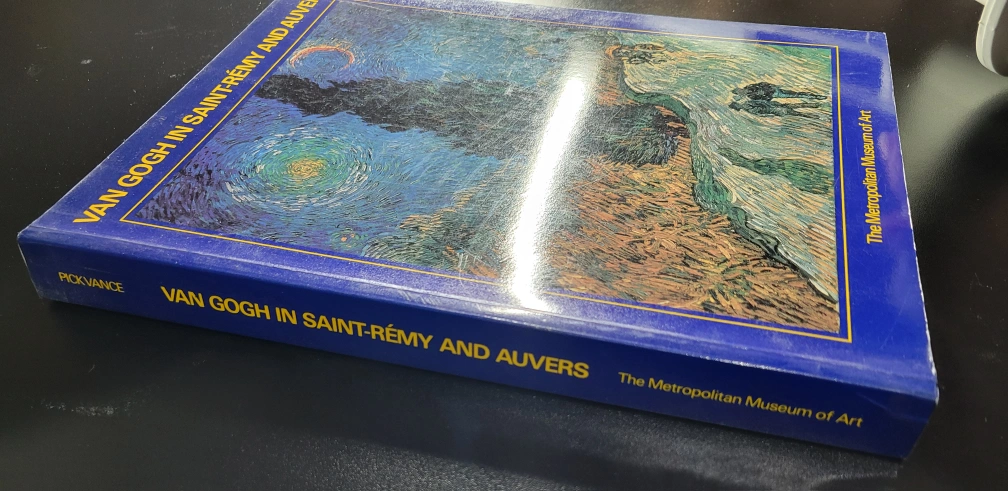 VAN GOGH IN SAINT-RÉMY AND AUVE
The Metropolitan Museum of Art
PICKVANCE
VAN GOGH IN SAINT-RÉMY AND AUVERS
The Metropolitan Museum of Art